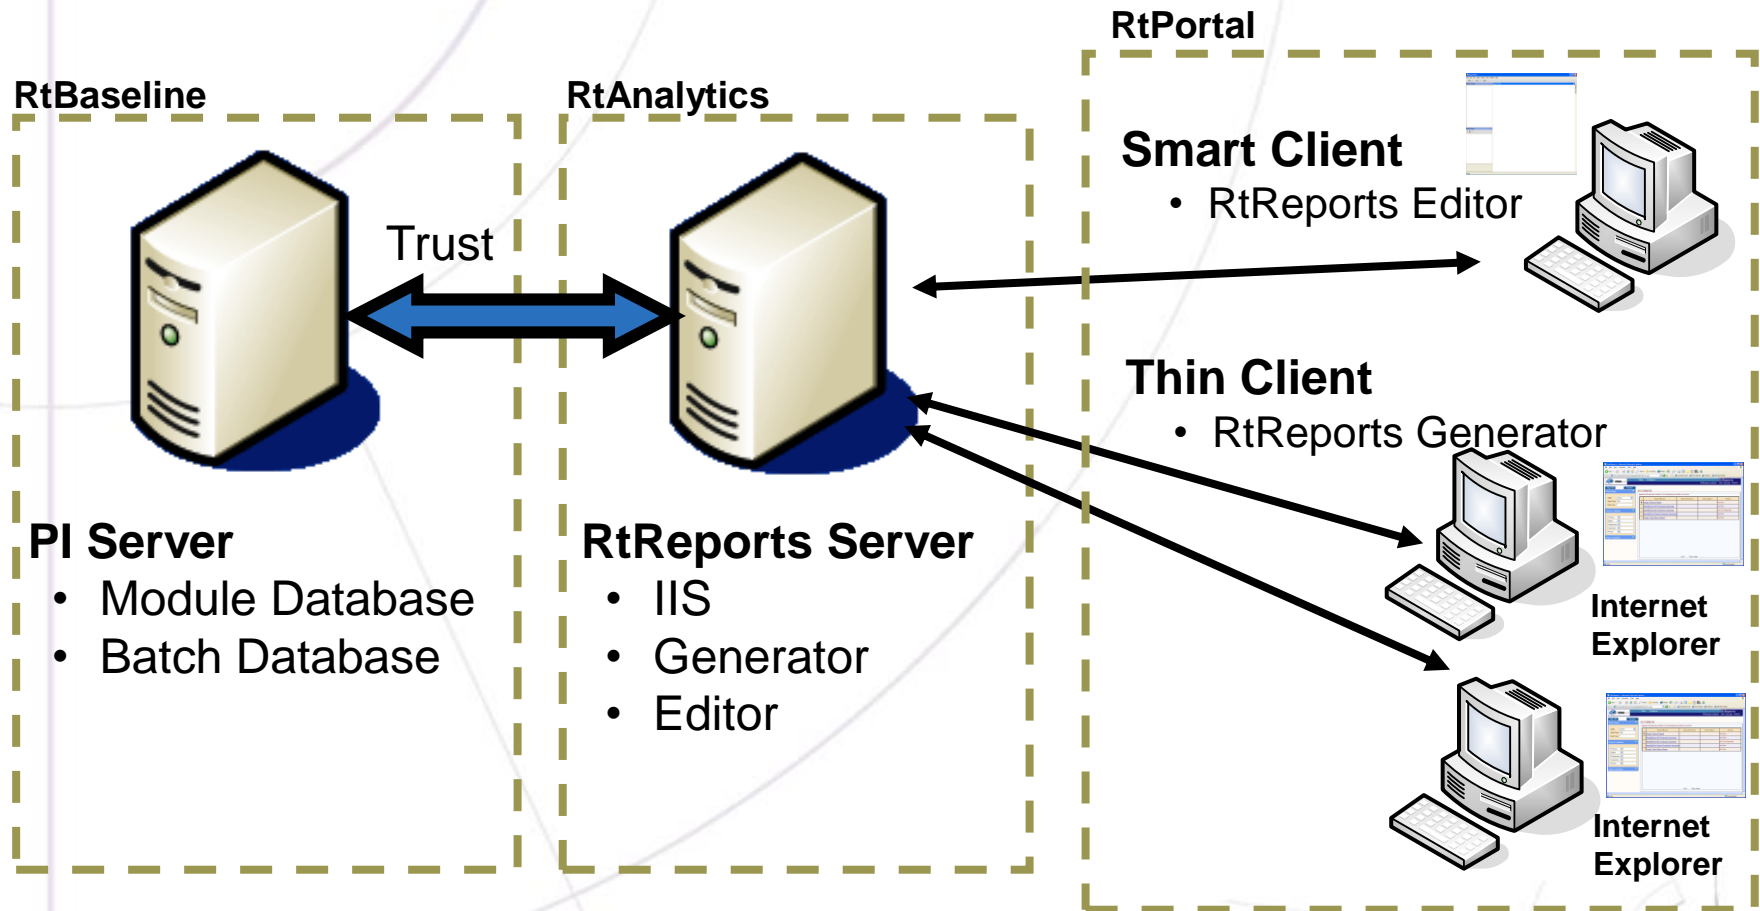 RtPortal
RtBaseline
RtAnalytics
Trust
PI Server
• Module Database
• Batch Database
RtReports Server
• IIS
• Generator
• Editor
Smart Client
• RtReports Editor
Thin Client
• RtReports Generator
Internet
Explorer
Internet
Explorer